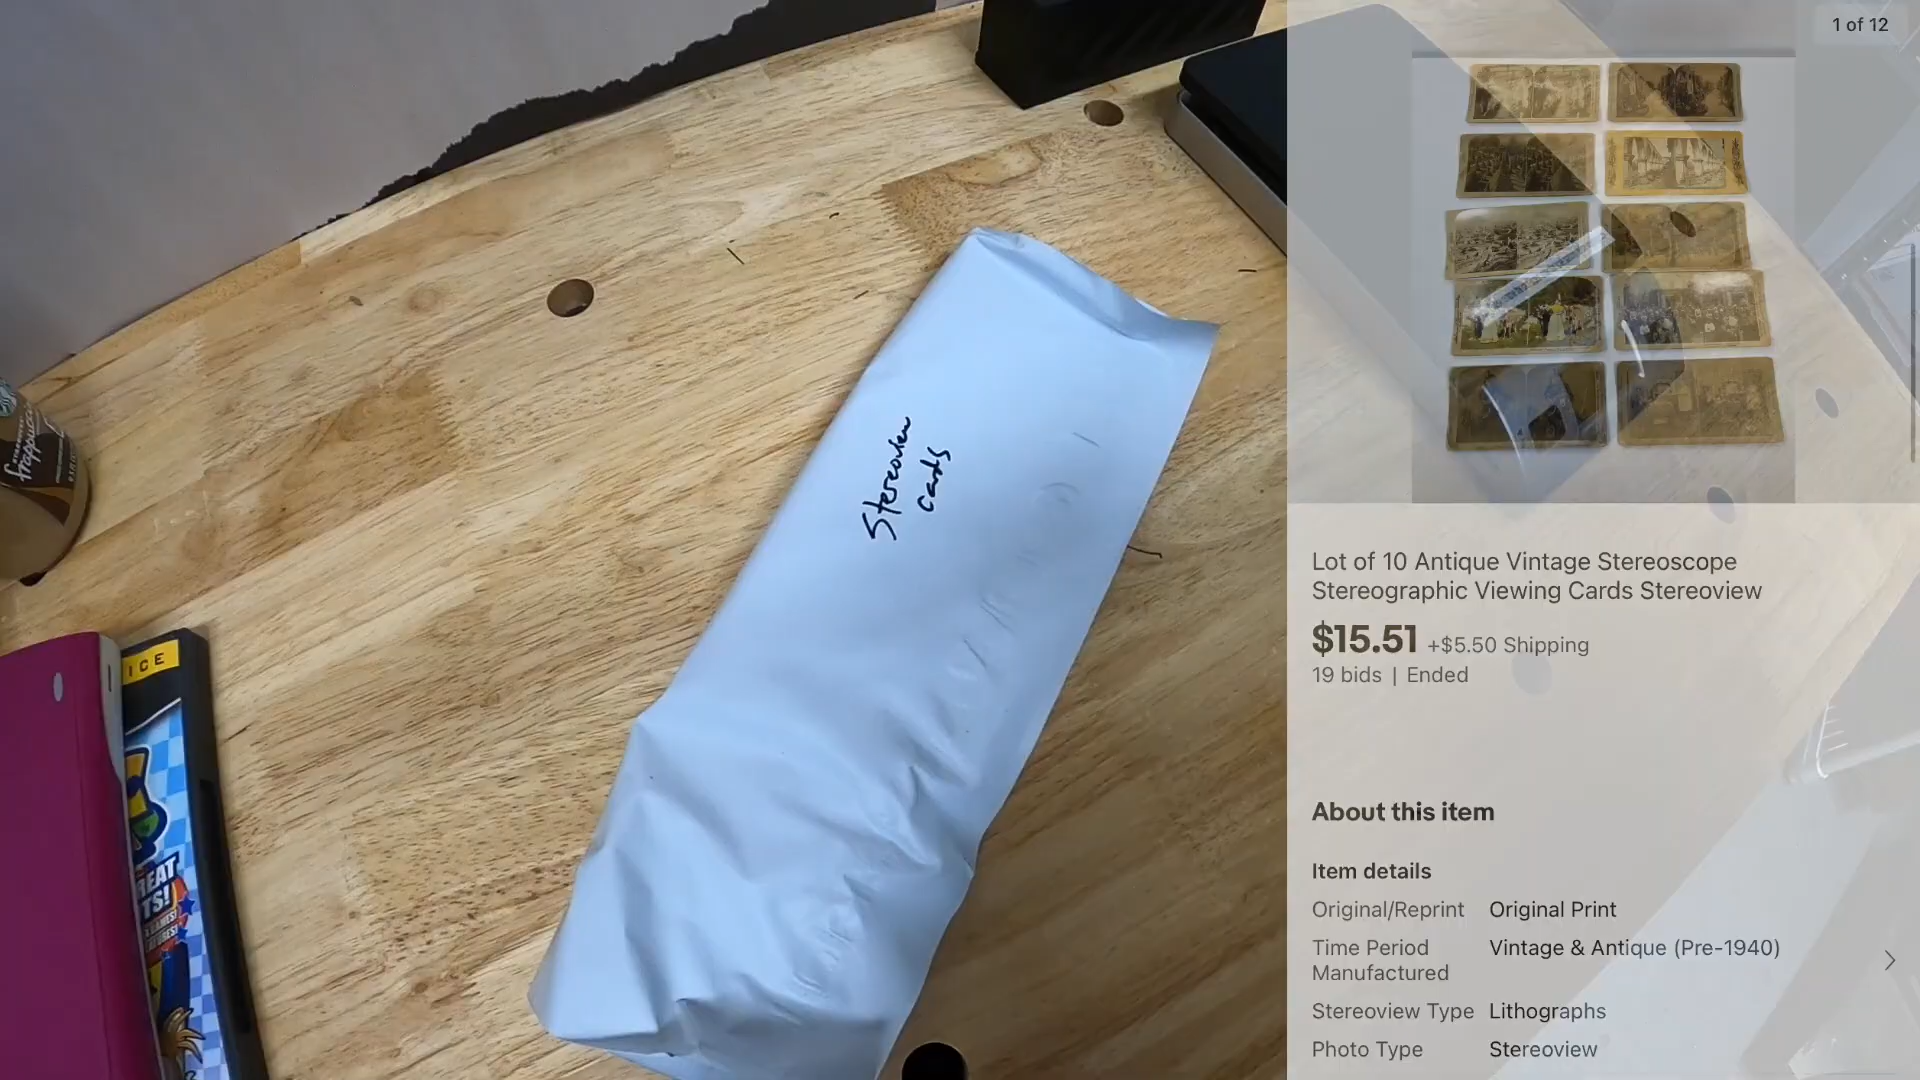 Stereoview
cards
frappuccino
ICE
1 of 12
Lot of 10 Antique Vintage Stereoscope
Stereographic Viewing Cards Stereoview
$15.51 +$5.50 Shipping
19 bids | Ended
About this item
Item details
Original/Reprint Original Print
Time Period Vintage & Antique (Pre-1940)
Manufactured
Stereoview Type Lithographs
Photo Type Stereoview